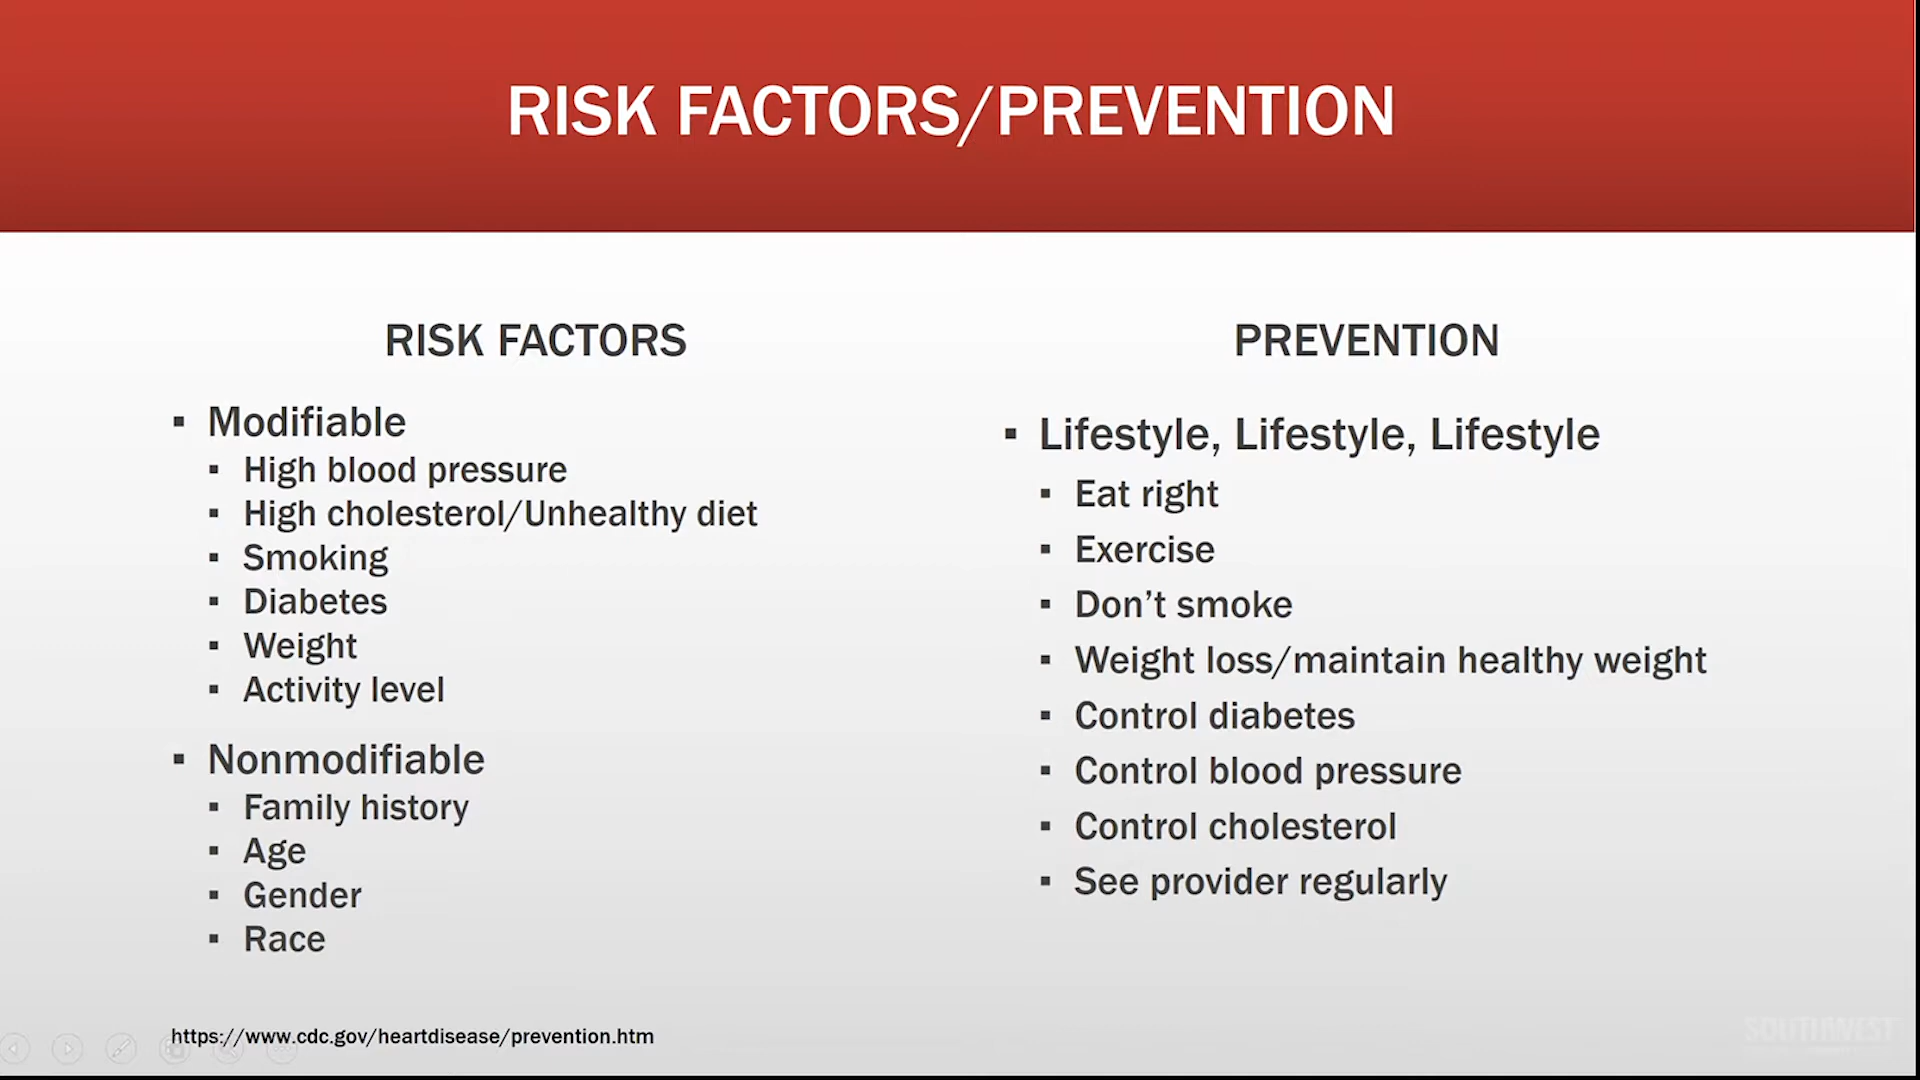 RISK FACTORS/PREVENTION
RISK FACTORS
▪ Modifiable
▪ High blood pressure
▪ High cholesterol/Unhealthy diet
▪ Smoking
▪ Diabetes
▪ Weight
▪ Activity level
▪ Nonmodifiable
▪ Family history
▪ Age
▪ Gender
▪ Race
PREVENTION
▪ Lifestyle, Lifestyle, Lifestyle
▪ Eat right
▪ Exercise
▪ Don’t smoke
▪ Weight loss/maintain healthy weight
▪ Control diabetes
▪ Control blood pressure
▪ Control cholesterol
▪ See provider regularly
https://www.cdc.gov/heartdisease/prevention.htm
SOUTHWEST